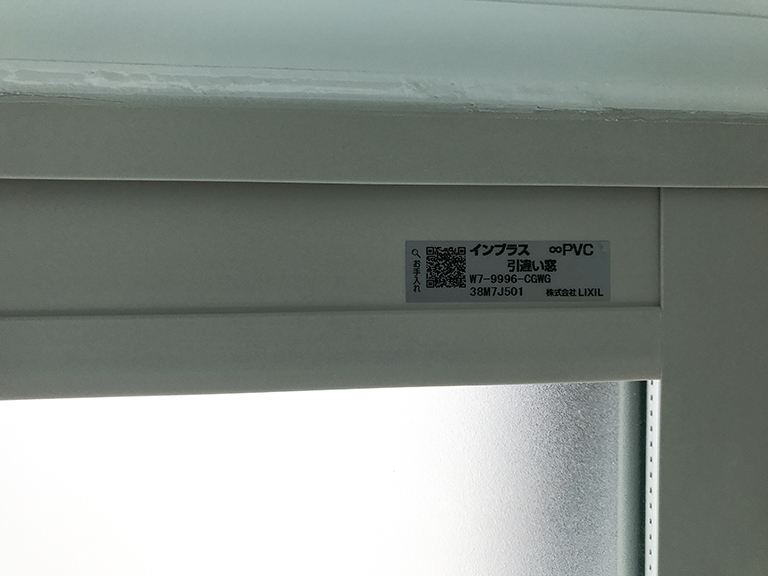 お手入れ
インプラス ∞PVC
引違い窓
W7-9996-CGWG
38M7J501 株式会社LIXIL